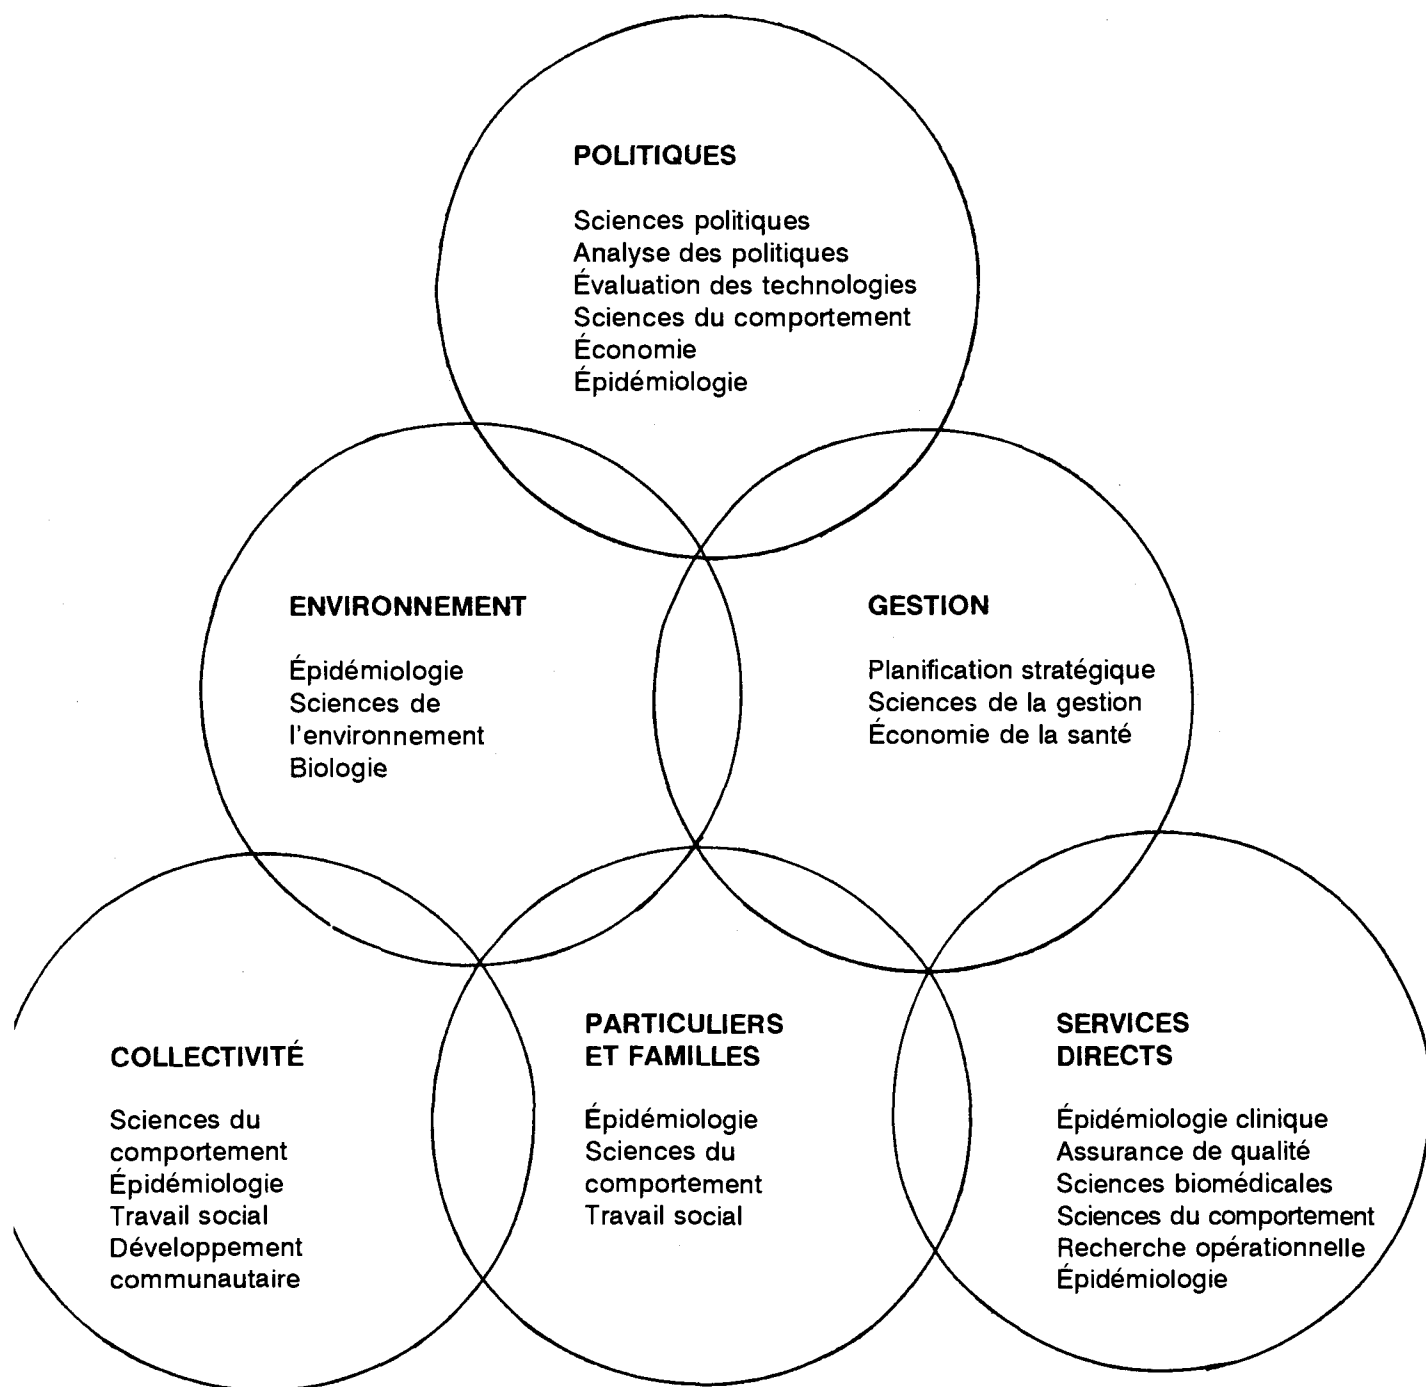 POLITIQUES
Sciences politiques
Analyse des politiques
Évaluation des technologies
Sciences du comportement
Économie
Épidémiologie
ENVIRONNEMENT
Épidémiologie
Sciences de
l'environnement
Biologie
GESTION
Planification stratégique
Sciences de la gestion
Économie de la santé
COLLECTIVITÉ
Sciences du
comportement
Épidémiologie
Travail social
Développement
communautaire
PARTICULIERS
ET FAMILLES
Épidémiologie
Sciences du
comportement
Travail social
SERVICES
DIRECTS
Épidémiologie clinique
Assurance de qualité
Sciences biomédicales
Sciences du comportement
Recherche opérationnelle
Épidémiologie